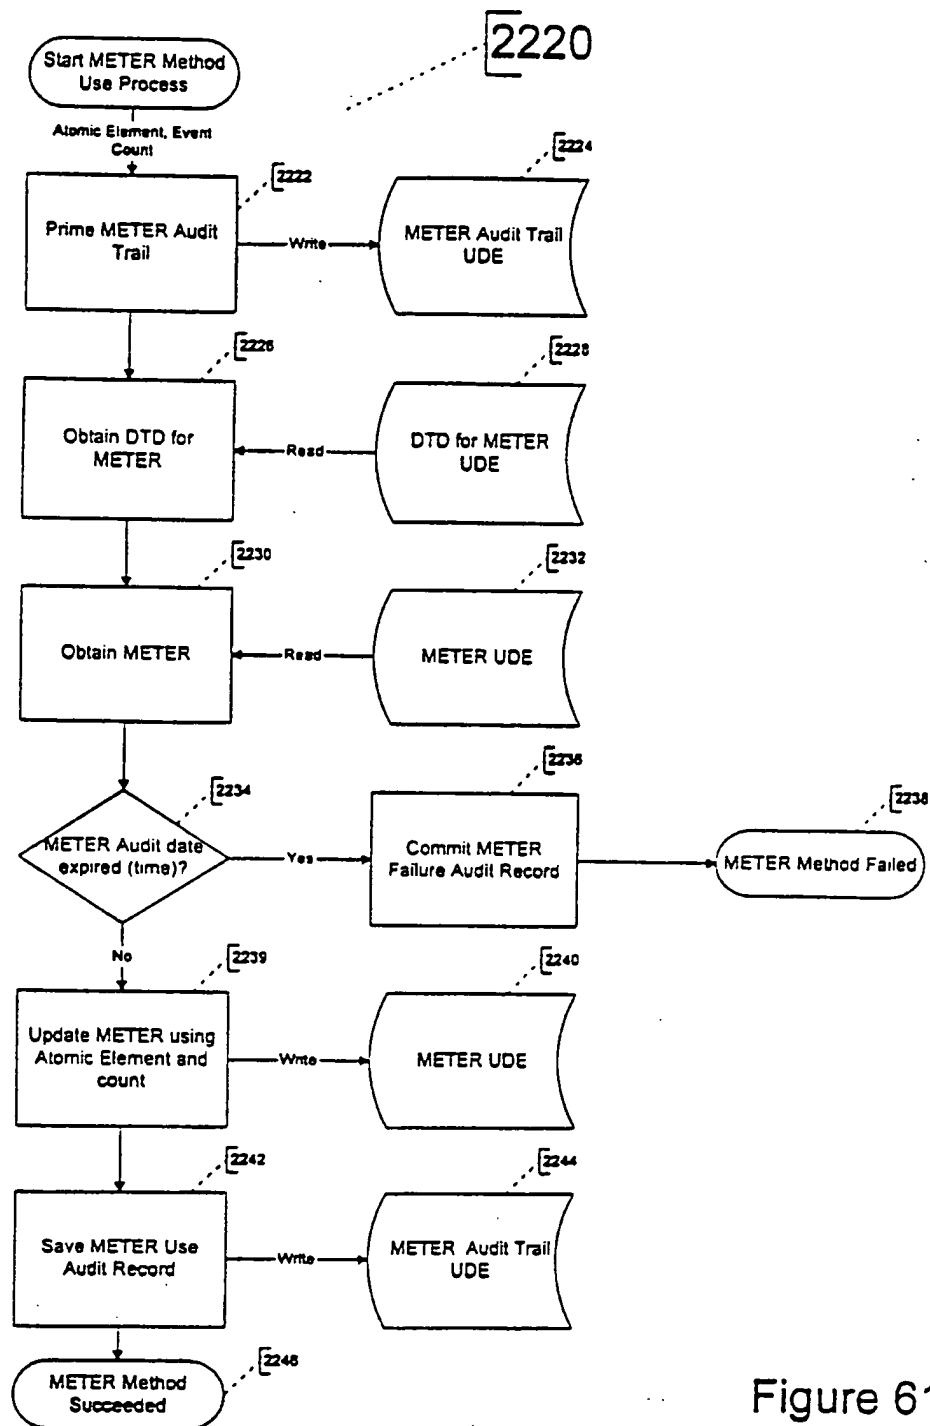 2220
Start METER Method
Use Process
Atomic Element, Event
Count
2222
2224
Prime METER Audit
Trail
Write
METER Audit Trail
UDE
2226
2228
Obtain DTD for
METER
Read
DTD for METER
UDE
2230
2232
Obtain METER
Read
METER UDE
2234
2236
2238
METER Audit date
expired (time)?
Yes
Commit METER
Failure Audit Record
METER Method Failed
No
2239
2240
Update METER using
Atomic Element and
count
Write
METER UDE
2242
2244
Save METER Use
Audit Record
Write
METER Audit Trail
UDE
2246
METER Method
Succeeded
Figure 61